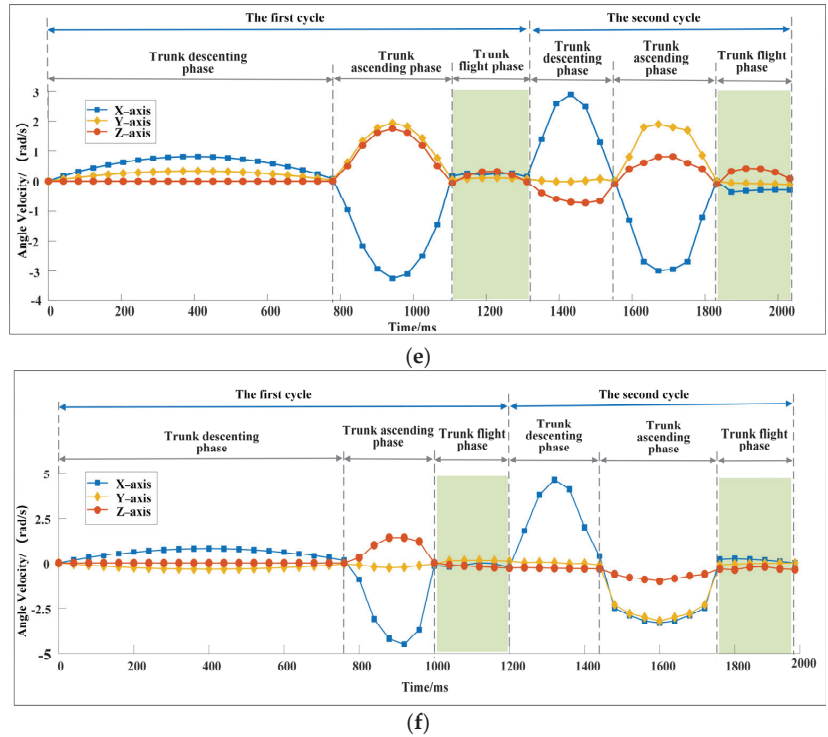 The first cycle
The second cycle
Trunk descenting
phase
Trunk
ascending phase
Trunk
flight phase
Trunk
descenting
phase
Trunk
ascending
phase
Trunk flight
phase
3
2
1
0
-1
-2
-3
-4
Angle Velocity/ （rad/s）
X-axis
Y-axis
Z-axis
0
200
400
600
800
1000
1200
1400
1600
1800
2000
Time/ms
(e)
The first cycle
The second cycle
Trunk descenting
phase
Trunk ascending
phase
Trunk flight
phase
Trunk
descenting
phase
Trunk
ascending phase
Trunk flight
phase
5
2.5
0
-2.5
-5
Angle Velocity/ （rad/s）
X-axis
Y-axis
Z-axis
0
200
400
600
800
1000
1200
1400
1600
1800
2000
Time/ms
(f)